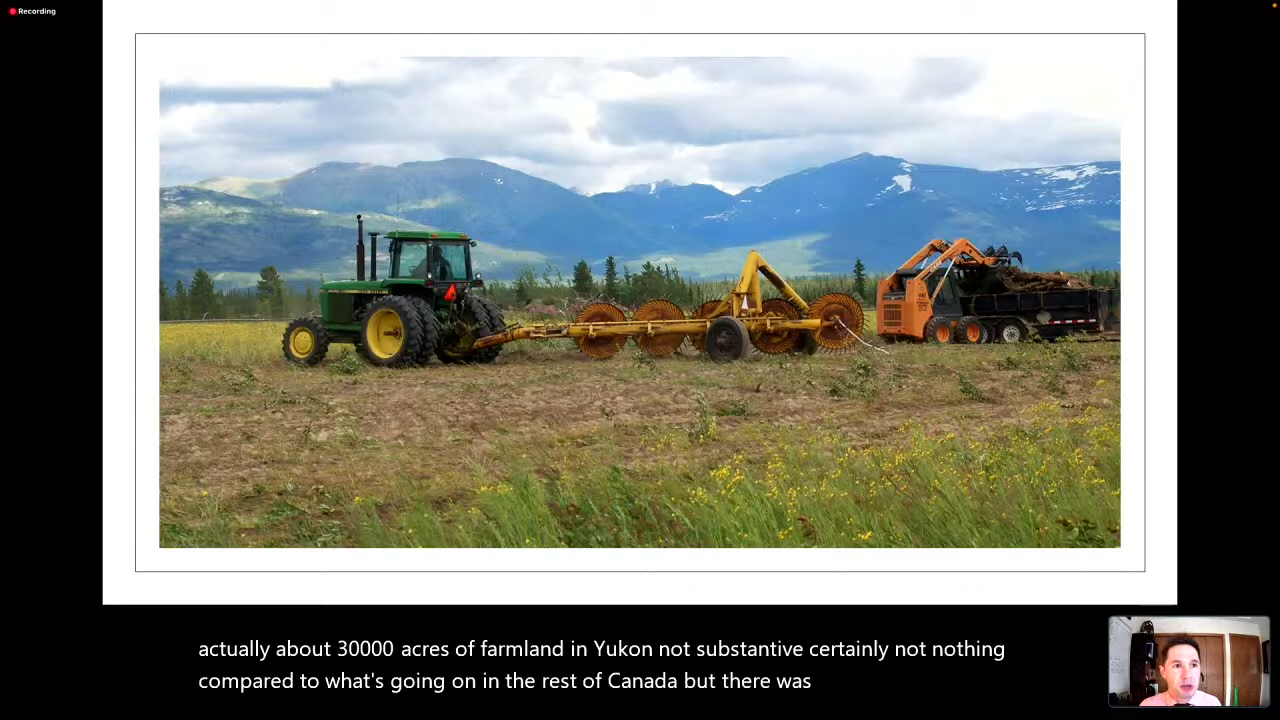 Recording
actually about 30000 acres of farmland in Yukon not substantive certainly not nothing
compared to what's going on in the rest of Canada but there was